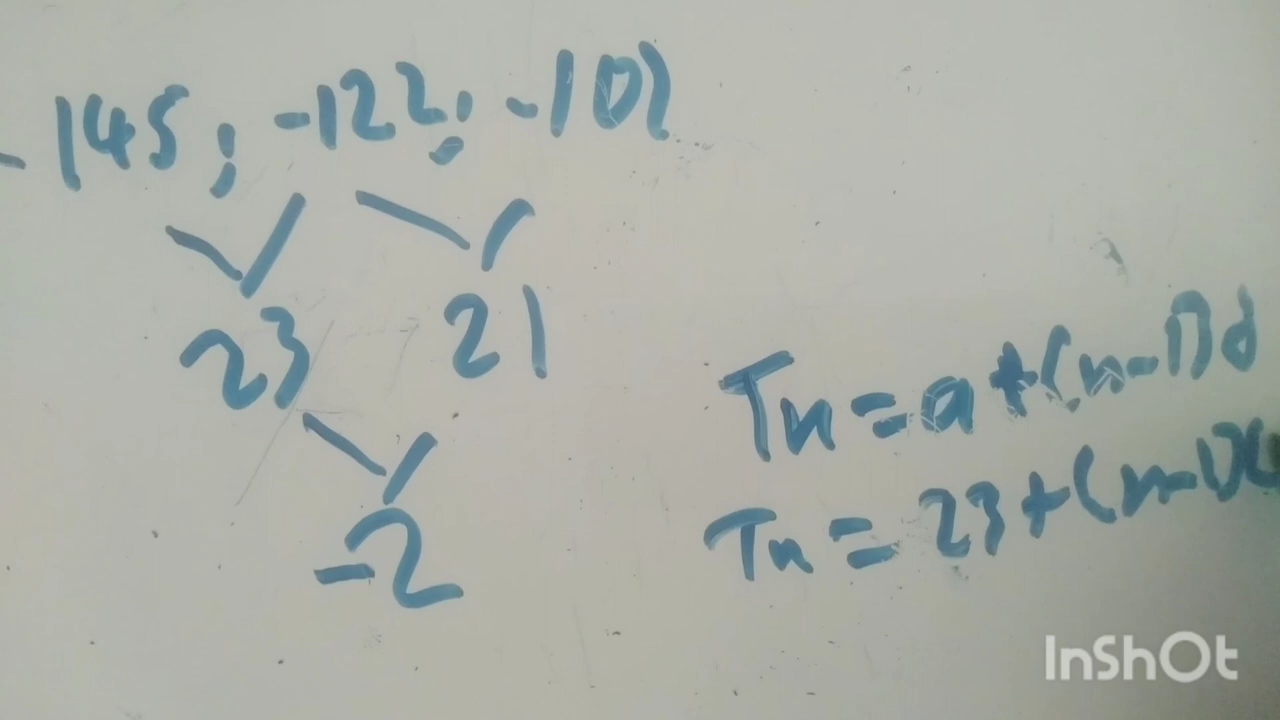 -145; -122; -101
23 21
-2
Tn = a + (n-1)d
Tn = 23 + (n-1)(
InShOt